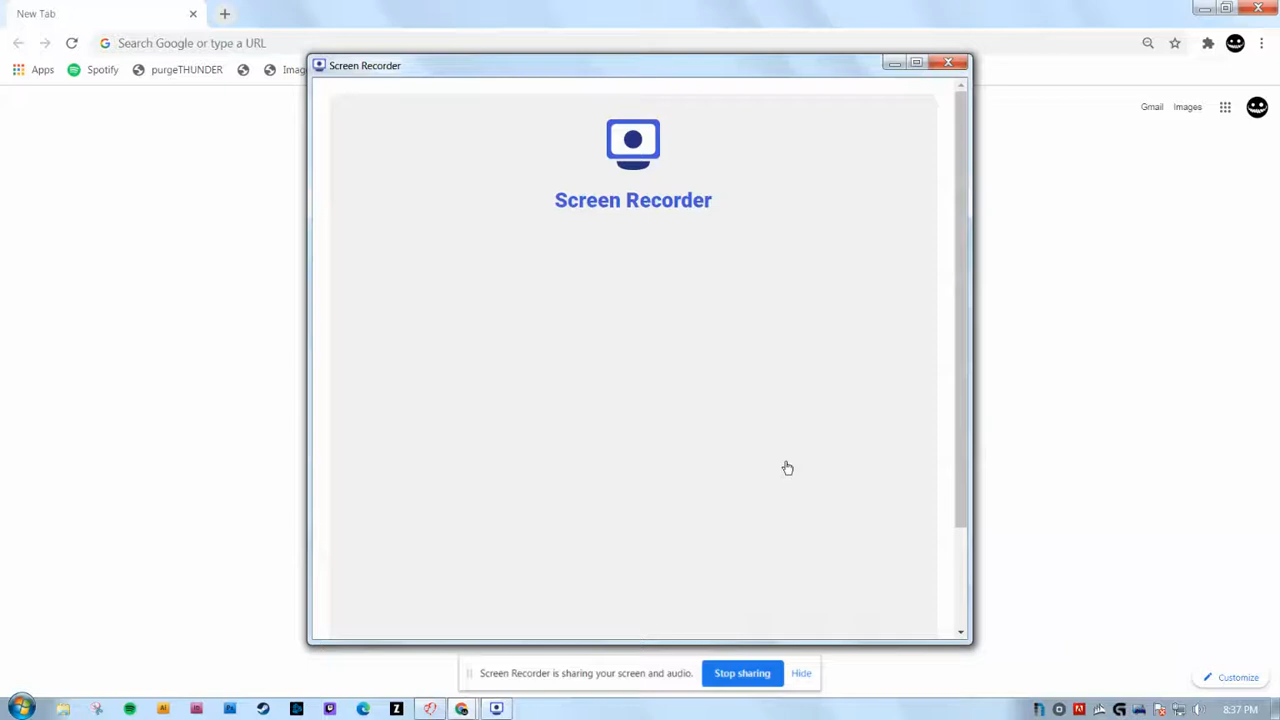 New Tab
Search Google or type a URL
Apps Spotify purgeTHUNDER Imag
Screen Recorder
Gmail Images
Screen Recorder
Screen Recorder is sharing your screen and audio. Stop sharing Hide
Customize
8:37 PM